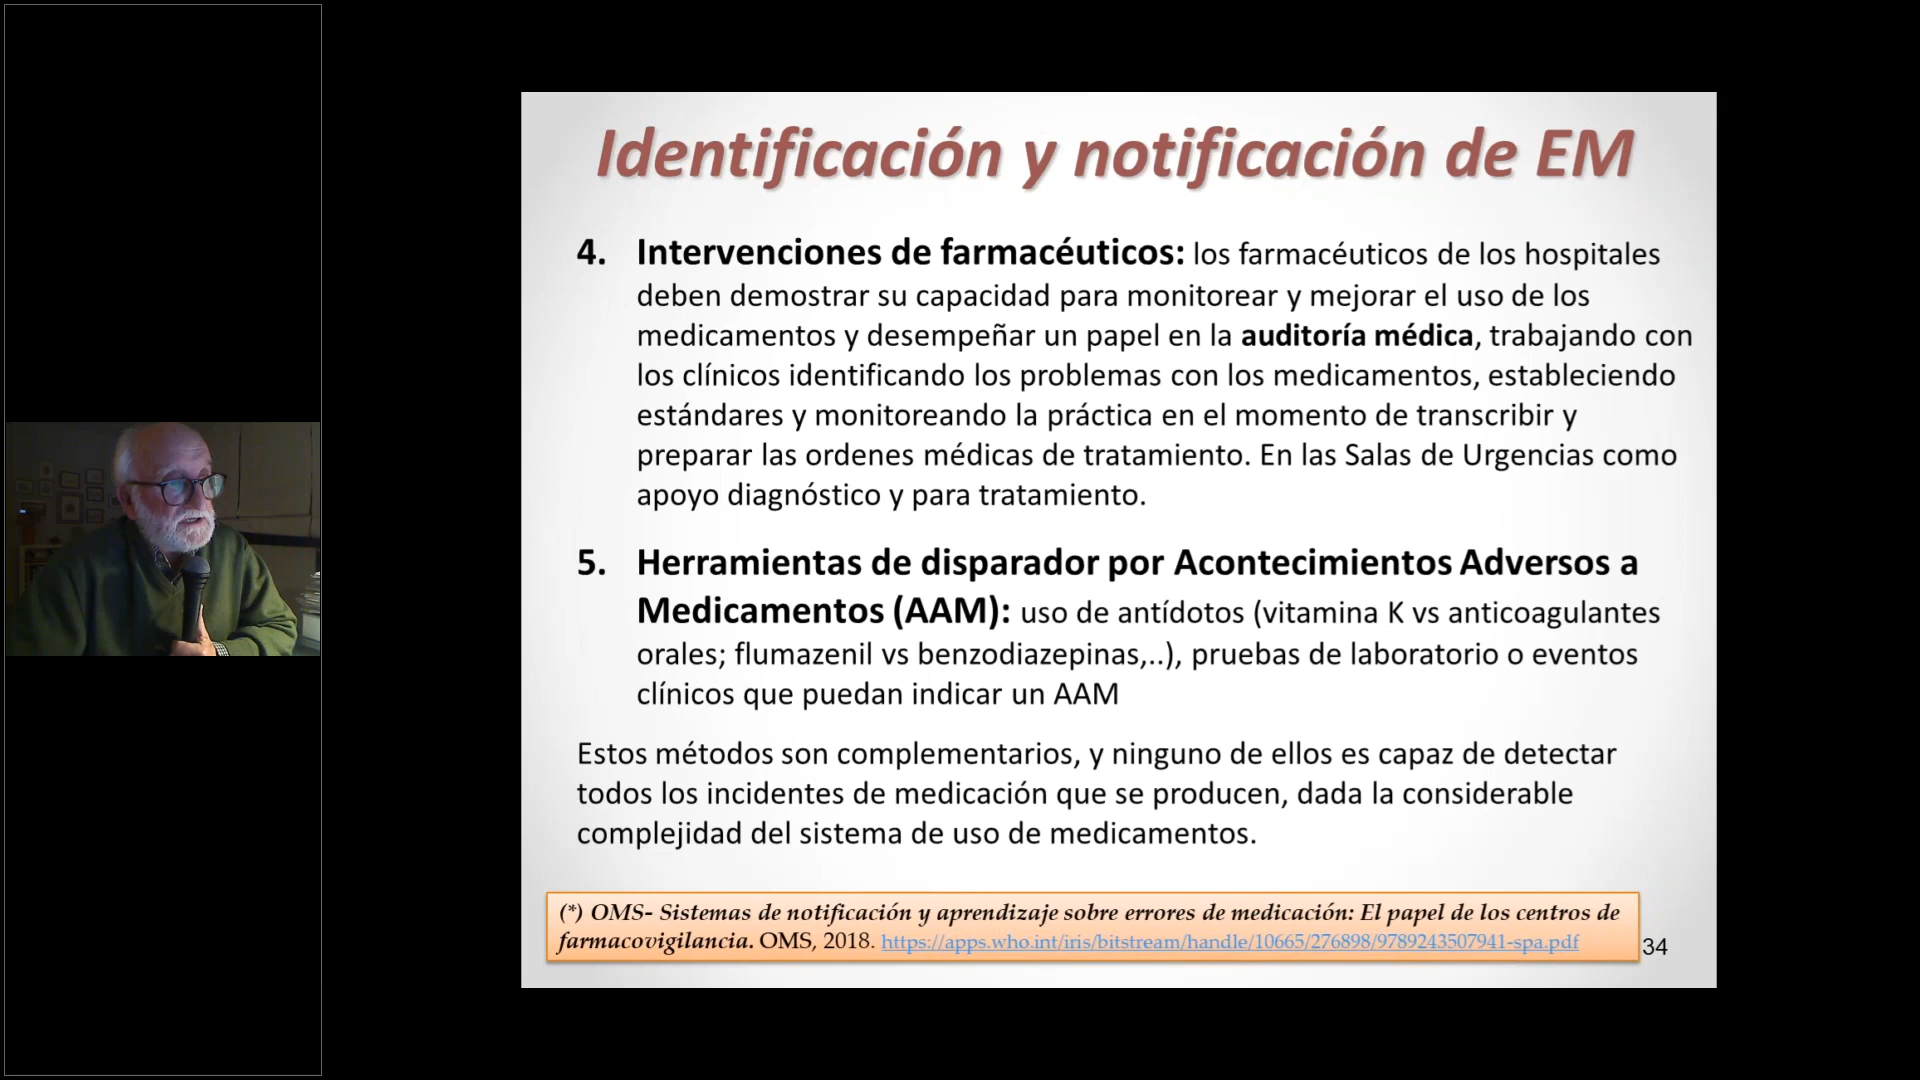 Identificación y notificación de EM
4. Intervenciones de farmacéuticos: los farmacéuticos de los hospitales
deben demostrar su capacidad para monitorear y mejorar el uso de los
medicamentos y desempeñar un papel en la auditoría médica, trabajando con
los clínicos identificando los problemas con los medicamentos, estableciendo
estándares y monitoreando la práctica en el momento de transcribir y
preparar las ordenes médicas de tratamiento. En las Salas de Urgencias como
apoyo diagnóstico y para tratamiento.
5. Herramientas de disparador por Acontecimientos Adversos a
Medicamentos (AAM): uso de antídotos (vitamina K vs anticoagulantes
orales; flumazenil vs benzodiazepinas,..), pruebas de laboratorio o eventos
clínicos que puedan indicar un AAM
Estos métodos son complementarios, y ninguno de ellos es capaz de detectar
todos los incidentes de medicación que se producen, dada la considerable
complejidad del sistema de uso de medicamentos.
(*) OMS- Sistemas de notificación y aprendizaje sobre errores de medicación: El papel de los centros de
farmacovigilancia. OMS, 2018. https://apps.who.int/iris/bitstream/handle/10665/276898/9789243507941-spa.pdf
34